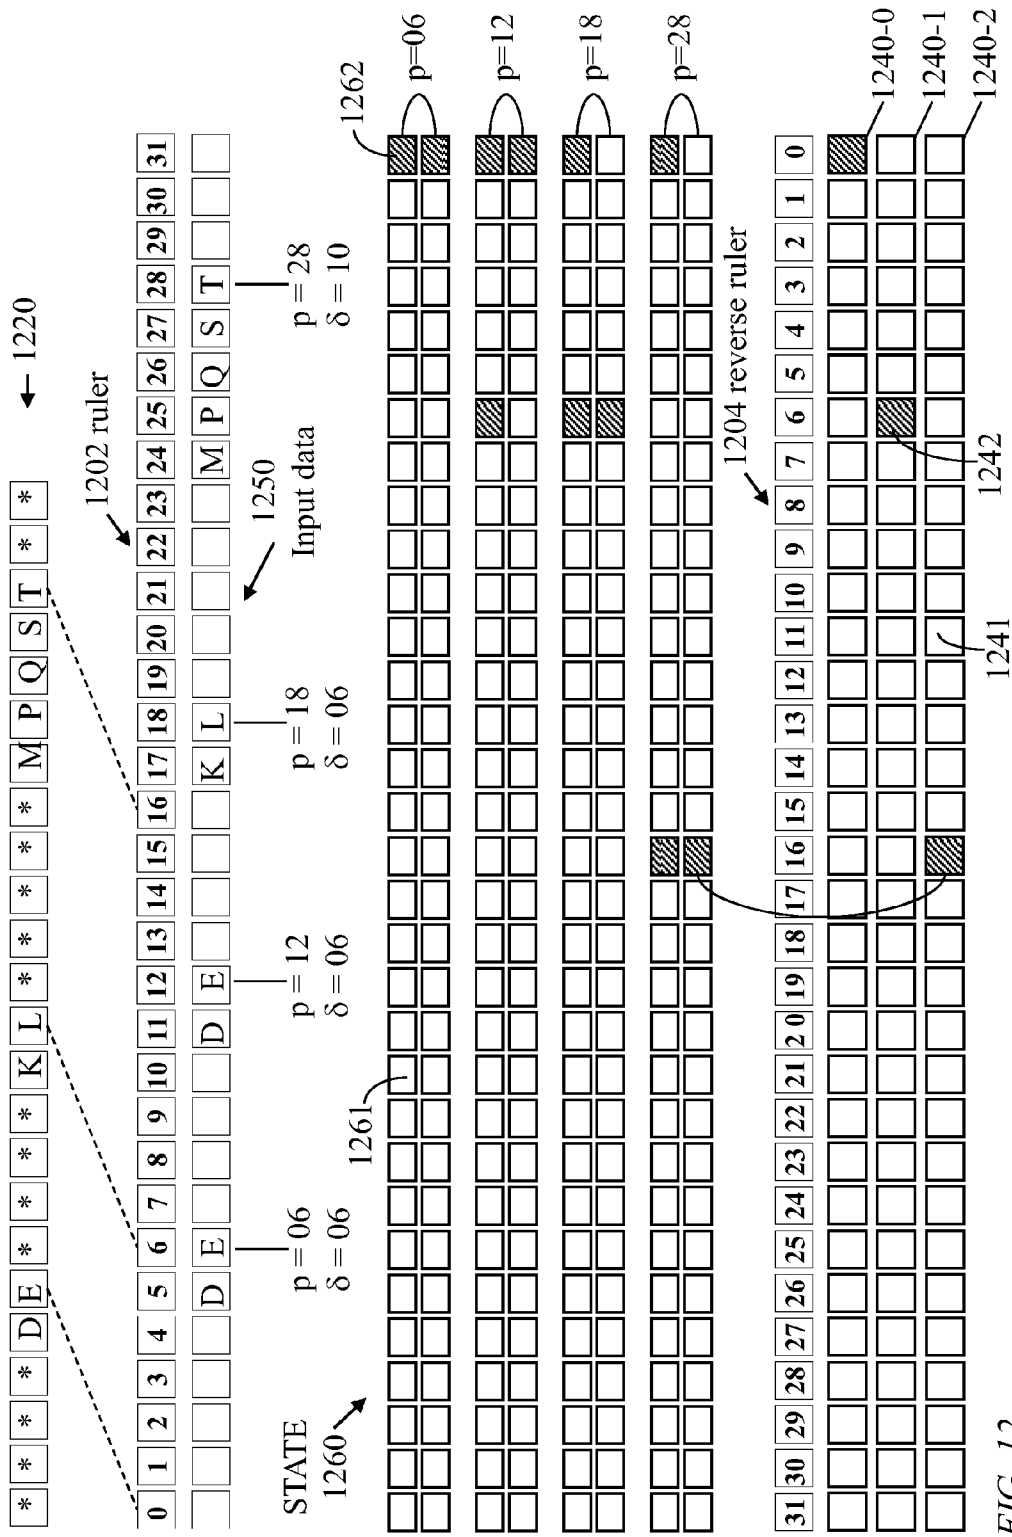 * * * * D E * * * * K L * * * * * M P Q S T * *
1220
1202 ruler
0 1 2 3 4 5 6 7 8 9 10 11 12 13 14 15 16 17 18 19 20 21 22 23 24 25 26 27 28 29 30 31
D E D E K L M P Q S T
1250
Input data
p = 06
δ = 06
p = 12
δ = 06
p = 18
δ = 06
p = 28
δ = 10
STATE
1260
1261
1262
p=06
p=12
p=18
p=28
1204 reverse ruler
31 30 29 28 27 26 25 24 23 22 21 20 19 18 17 16 15 14 13 12 11 10 9 8 7 6 5 4 3 2 1 0
1240-0
1240-1
1240-2
1241
1242
FIG. 12